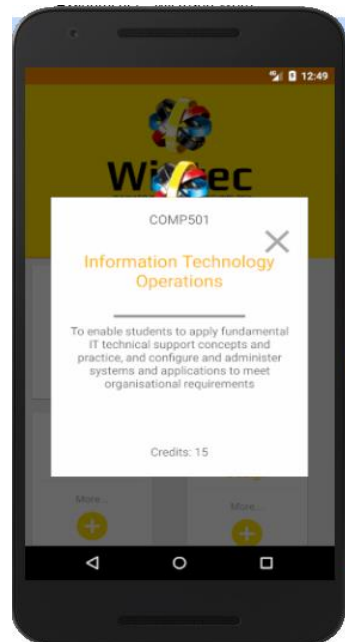 12:49
COMP501
Information Technology
Operations
To enable students to apply fundamental
IT technical support concepts and
practice, and configure and administer
systems and applications to meet
organisational requirements
Credits: 15
More...
More...